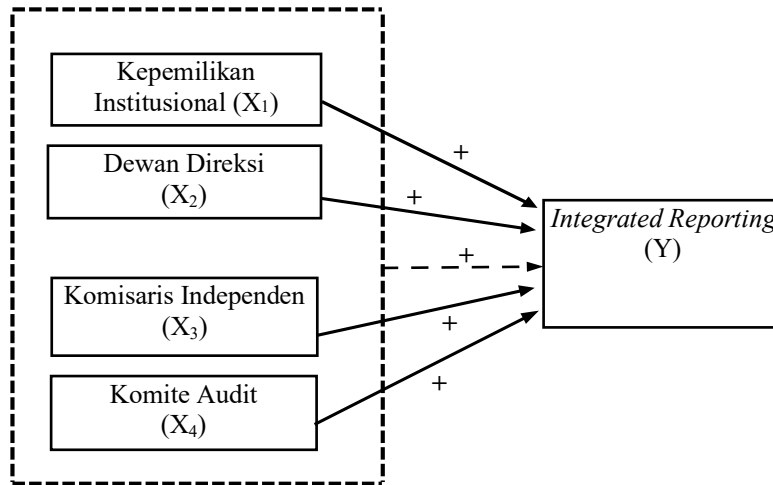 Kepemilikan
Institusional (X₁)
+
Dewan Direksi
(X₂)
+
Integrated Reporting
(Y)
+
Komisaris Independen
(X₃)
+
Komite Audit
(X₄)
+